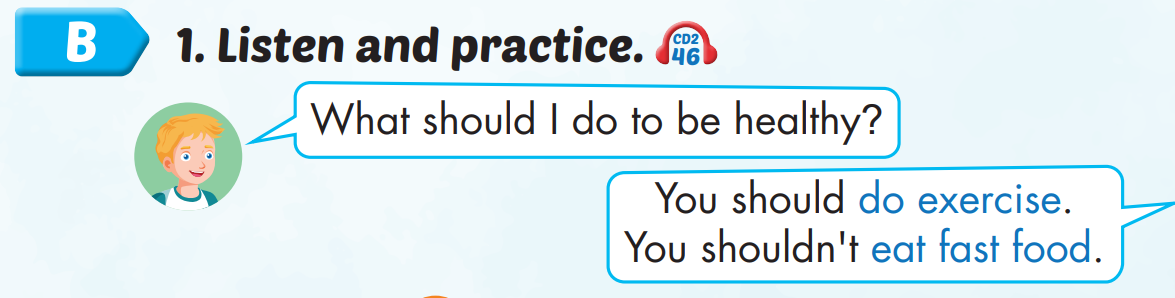 B
1. Listen and practice.
CD2
46
What should I do to be healthy?
You should do exercise.
You shouldn't eat fast food.